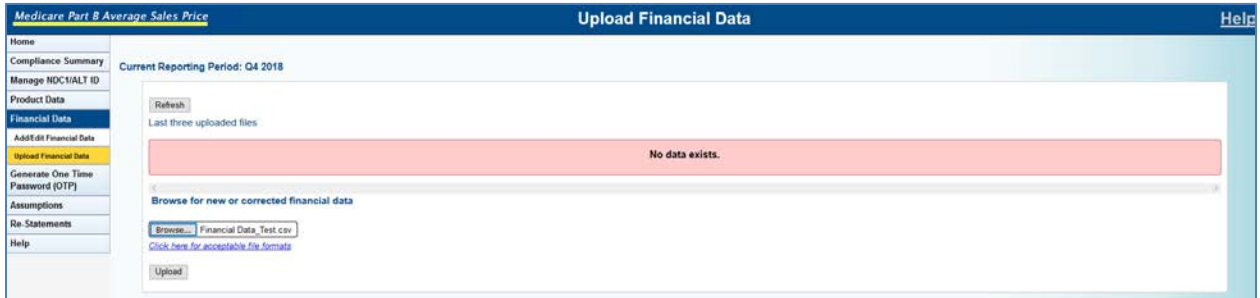 Medicare Part B Average Sales Price
Upload Financial Data
Help
Home
Compliance Summary
Manage NDC1/ALT ID
Product Data
Financial Data
Add/Edit Financial Data
Upload Financial Data
Generate One Time
Password (OTP)
Assumptions
Re-Statements
Help
Current Reporting Period: Q4 2018
Refresh
Last three uploaded files
No data exists.
Browse for new or corrected financial data
Browse... Financial Data_Test.csv
Click here for acceptable file formats
Upload